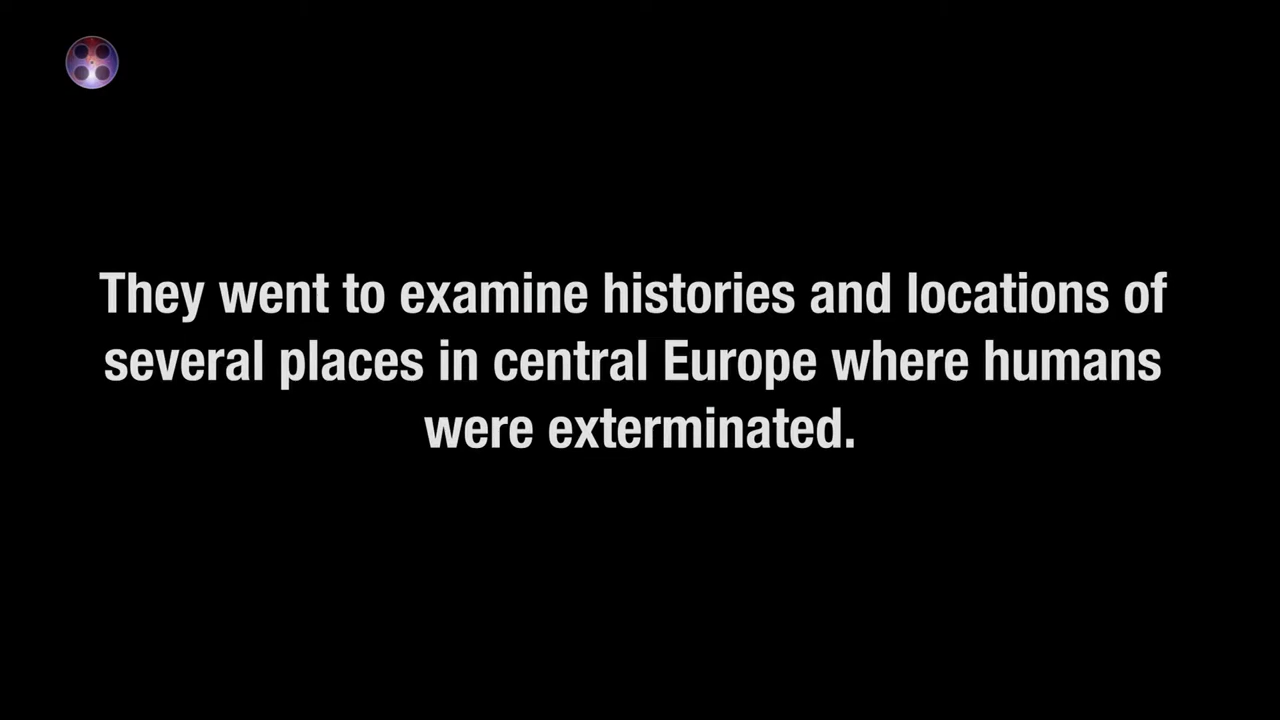 They went to examine histories and locations of
several places in central Europe where humans
were exterminated.